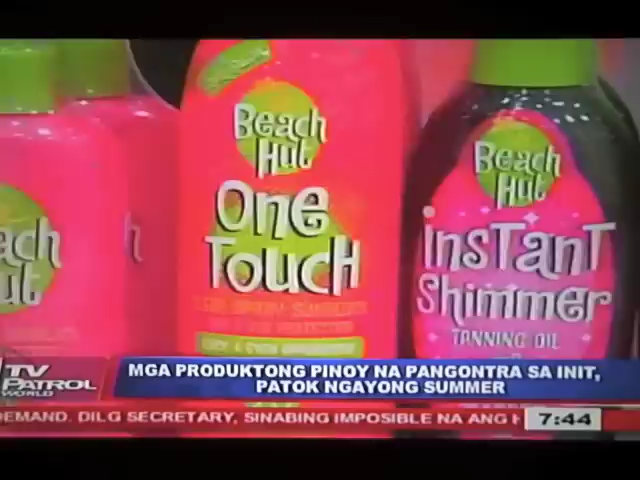 Beach
Hut
One
Touch
Beach
Hut
Instant
Shimmer
TANNING OIL
ach
ut
h
TV
PATROL
WORLD
MGA PRODUKTONG PINOY NA PANGONTRA SA INIT,
PATOK NGAYONG SUMMER
DEMAND. DILG SECRETARY, SINABING IMPOSIBLE NA ANG
7:44